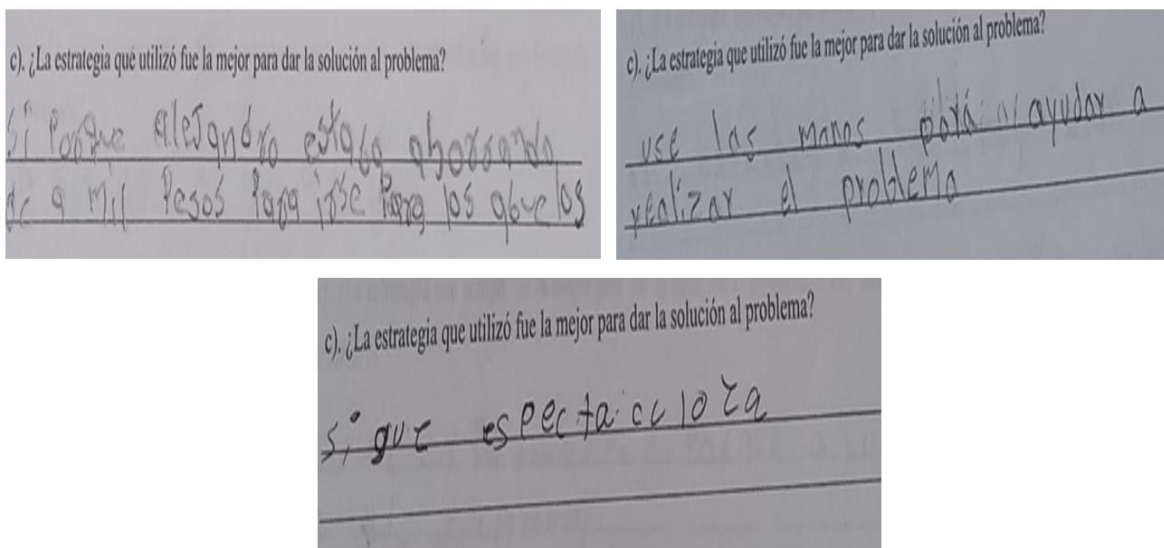 c). ¿La estrategia que utilizó fue la mejor para dar la solución al problema?
si Porque alejandro estaba ahorrando
de a mil Pesos Para irse Para los abuelos
c). ¿La estrategia que utilizó fue la mejor para dar la solución al problema?
use las manos ayudar a
realizar el problema
c). ¿La estrategia que utilizó fue la mejor para dar la solución al problema?
si que